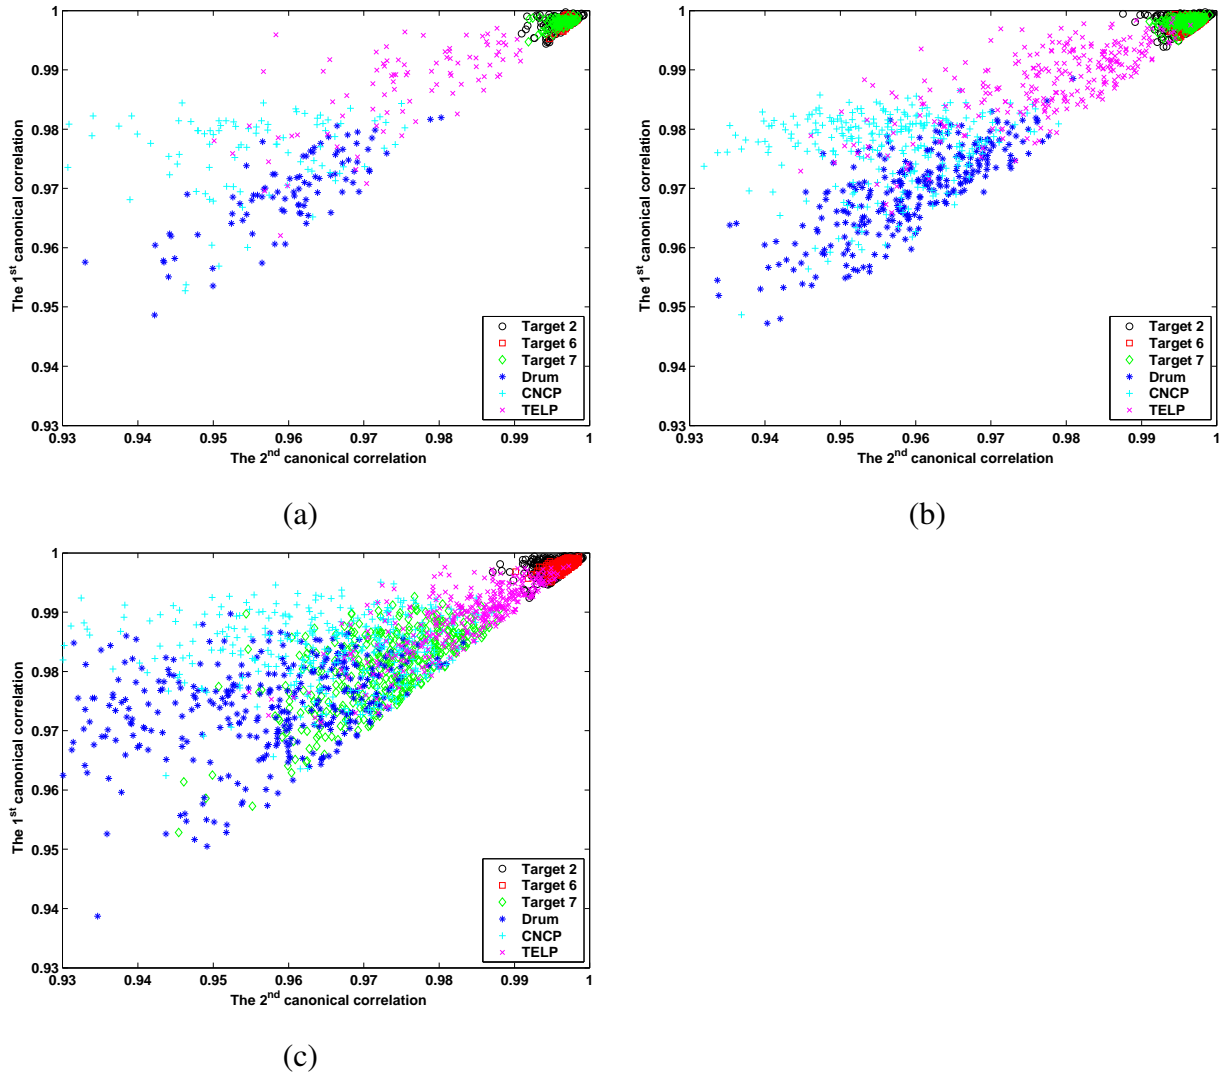 1
0.99
0.98
0.97
0.96
0.95
0.94
0.93
0.93 0.94 0.95 0.96 0.97 0.98 0.99 1
The 1st canonical correlation
The 2nd canonical correlation
Target 2
Target 6
Target 7
Drum
CNCP
TELP
(a)
1
0.99
0.98
0.97
0.96
0.95
0.94
0.93
0.93 0.94 0.95 0.96 0.97 0.98 0.99 1
The 1st canonical correlation
The 2nd canonical correlation
Target 2
Target 6
Target 7
Drum
CNCP
TELP
(b)
1
0.99
0.98
0.97
0.96
0.95
0.94
0.93
0.93 0.94 0.95 0.96 0.97 0.98 0.99 1
The 1st canonical correlation
The 2nd canonical correlation
Target 2
Target 6
Target 7
Drum
CNCP
TELP
(c)